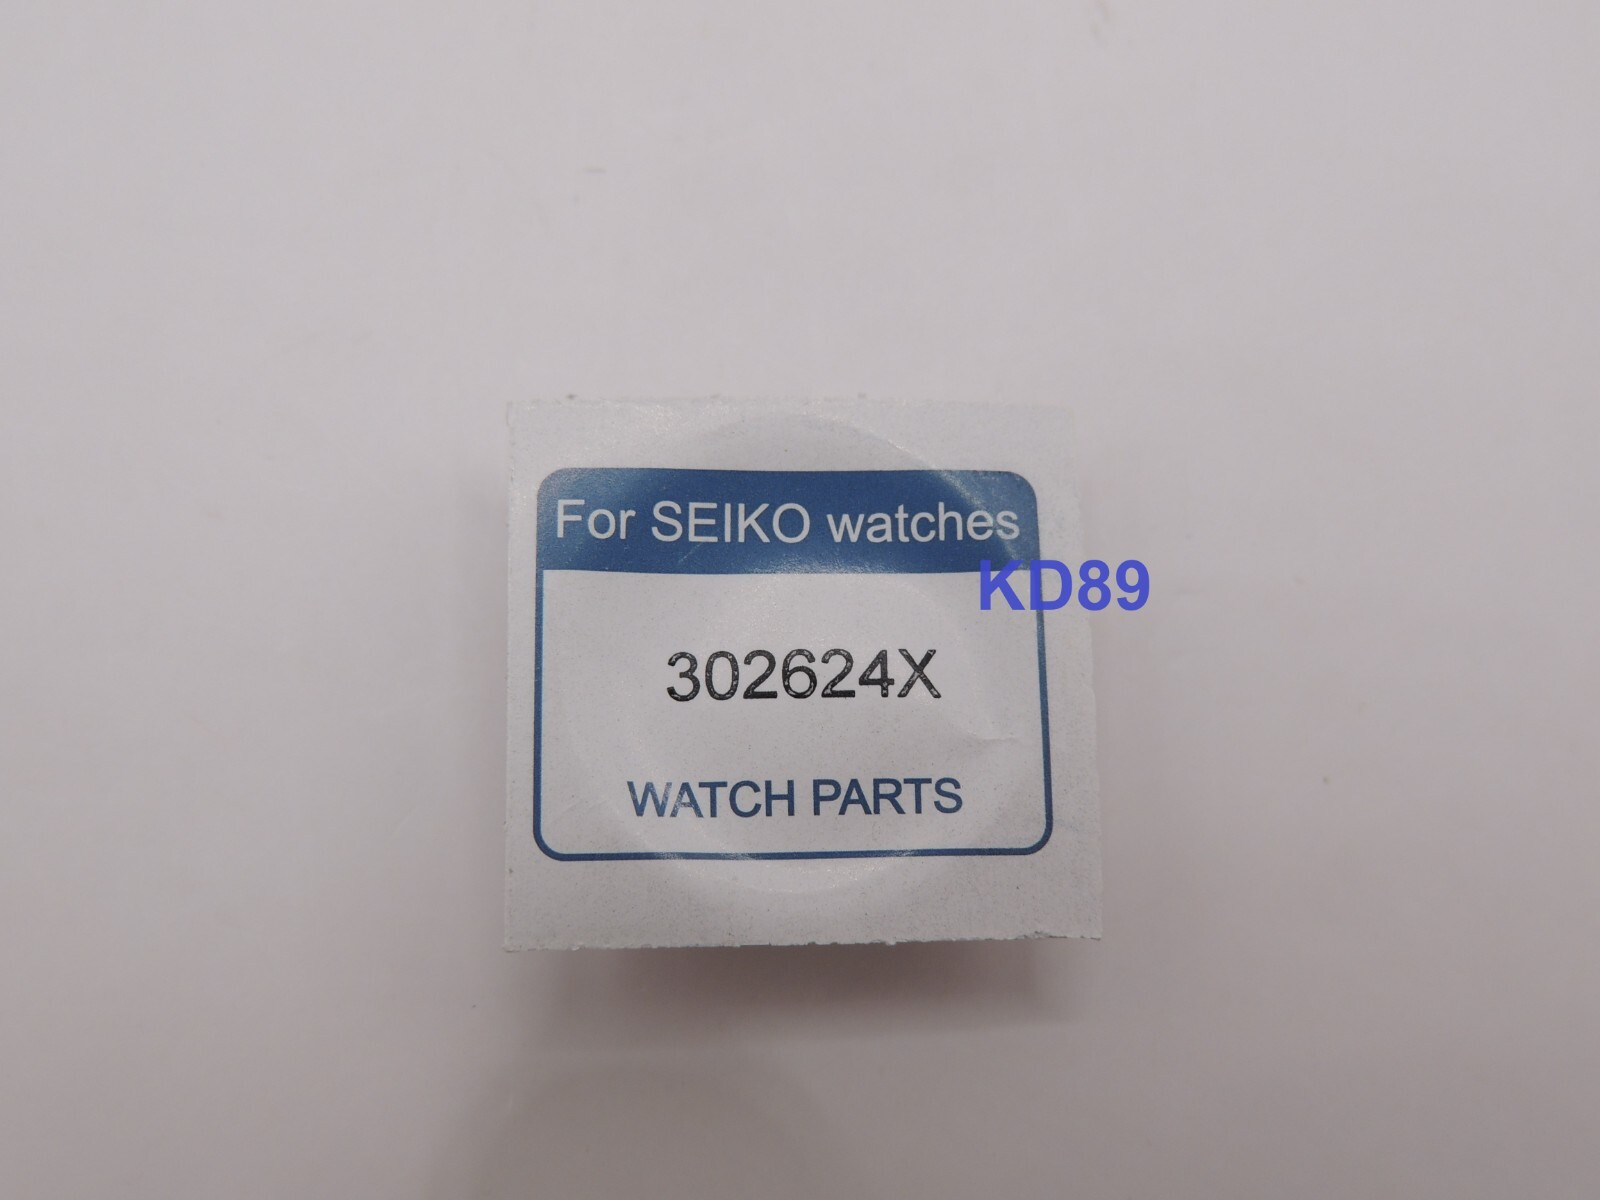 For SEIKO watches
KD89
302624X
WATCH PARTS